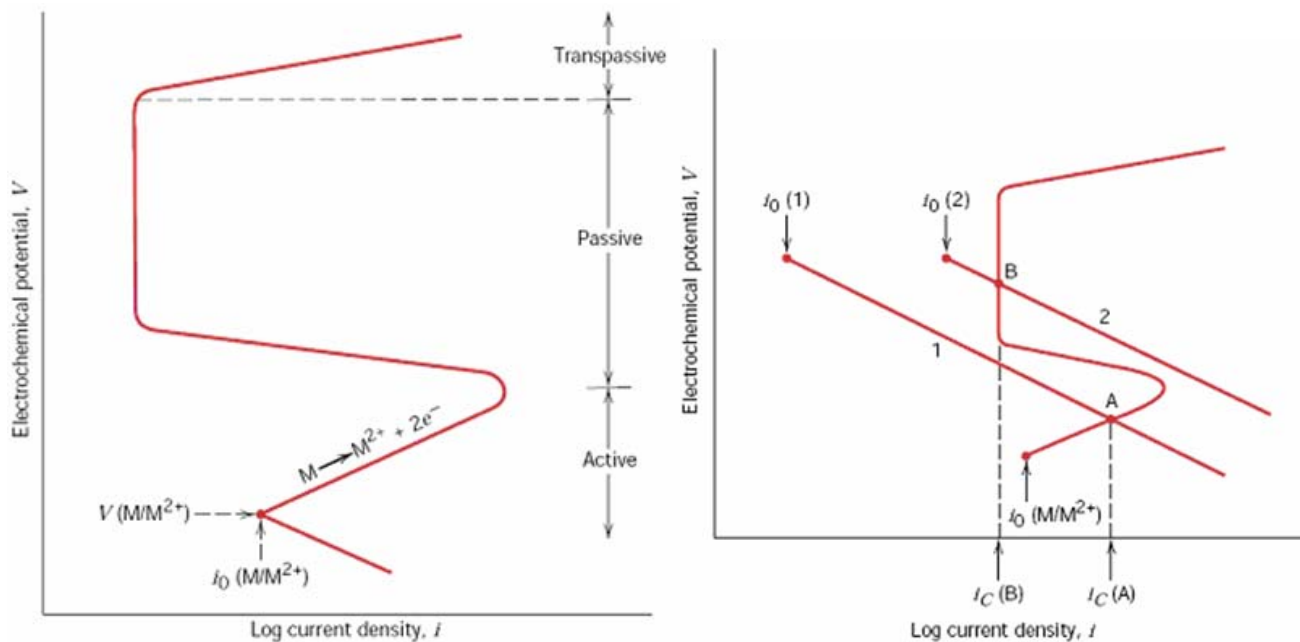 Electrochemical potential, V
Transpassive
Passive
Active
M → M²⁺ + 2e⁻
V (M/M²⁺)
i₀ (M/M²⁺)
Log current density, i
Electrochemical potential, V
i₀ (1)
i₀ (2)
B
1
2
A
i₀ (M/M²⁺)
i_C (B)
i_C (A)
Log current density, i